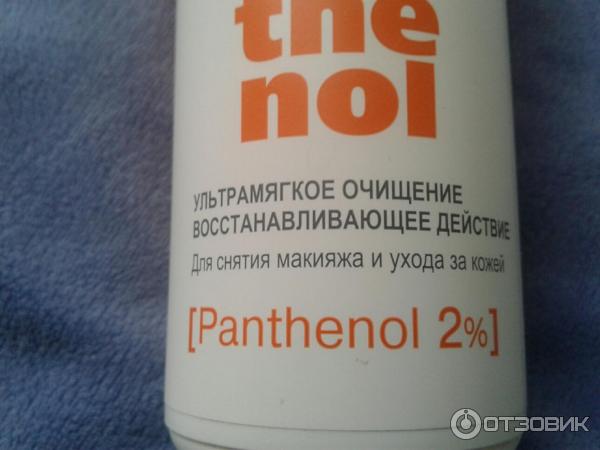 the
nol
УЛЬТРАМЯГКОЕ ОЧИЩЕНИЕ
ВОССТАНАВЛИВАЮЩЕЕ ДЕЙСТВИЕ
Для снятия макияжа и ухода за кожей
[Panthenol 2%]
ОТЗОВИК